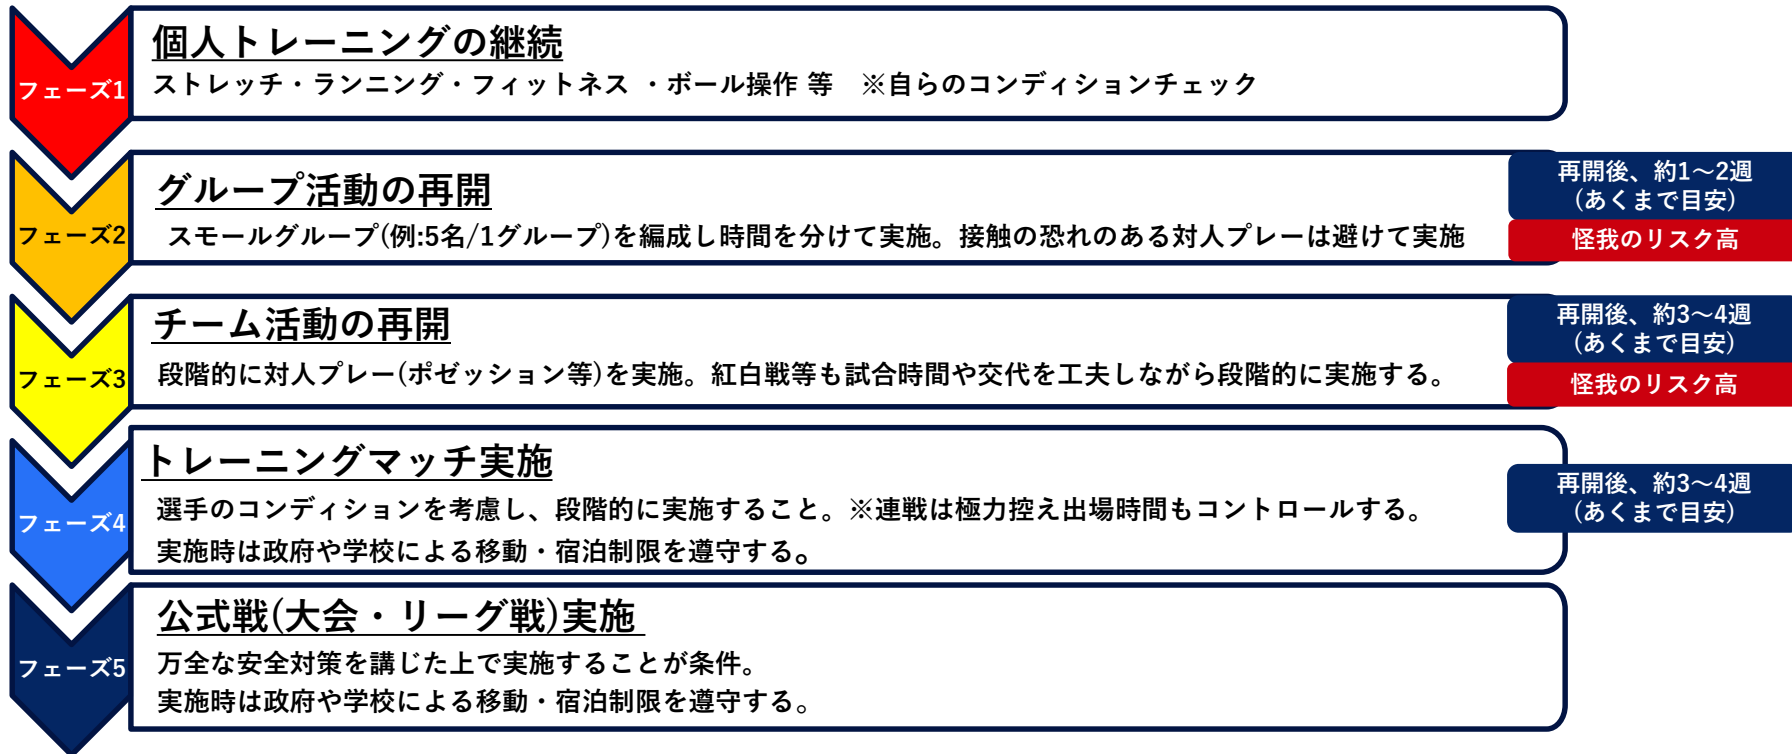 フェーズ1
個人トレーニングの継続
ストレッチ・ランニング・フィットネス ・ボール操作 等　※自らのコンディションチェック
フェーズ2
グループ活動の再開
スモールグループ(例:5名/1グループ)を編成し時間を分けて実施。接触の恐れのある対人プレーは避けて実施
再開後、約1～2週
(あくまで目安)
怪我のリスク高
フェーズ3
チーム活動の再開
段階的に対人プレー(ポゼッション等)を実施。紅白戦等も試合時間や交代を工夫しながら段階的に実施する。
再開後、約3～4週
(あくまで目安)
怪我のリスク高
フェーズ4
トレーニングマッチ実施
選手のコンディションを考慮し、段階的に実施すること。※連戦は極力控え出場時間もコントロールする。
実施時は政府や学校による移動・宿泊制限を遵守する。
再開後、約3～4週
(あくまで目安)
フェーズ5
公式戦(大会・リーグ戦)実施
万全な安全対策を講じた上で実施することが条件。
実施時は政府や学校による移動・宿泊制限を遵守する。